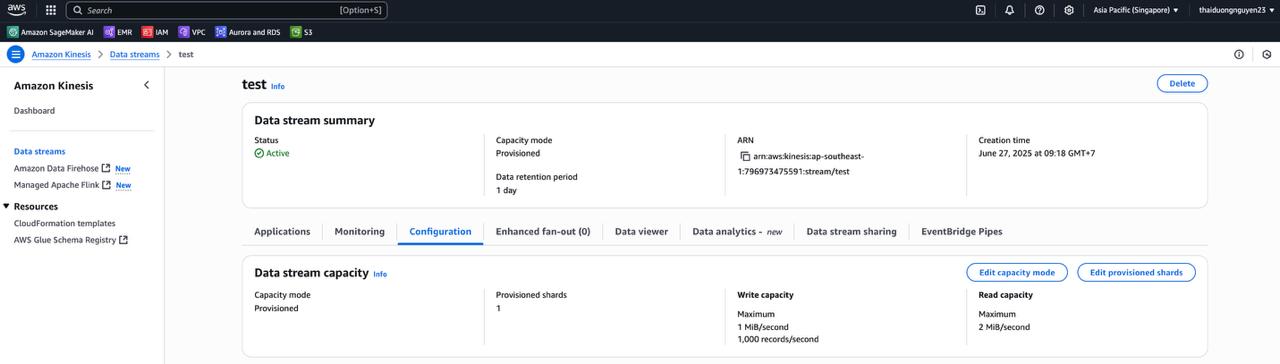 aws
Search [Option+S]
Asia Pacific (Singapore) thaiduongnguyen23
Amazon SageMaker AI EMR IAM VPC Aurora and RDS S3
Amazon Kinesis Data streams test
Amazon Kinesis
Dashboard
Data streams
Amazon Data Firehose New
Managed Apache Flink New
Resources
CloudFormation templates
AWS Glue Schema Registry
test Info
Delete
Data stream summary
Status
Active
Capacity mode
Provisioned
Data retention period
1 day
ARN
arn:aws:kinesis:ap-southeast-
1:796973475591:stream/test
Creation time
June 27, 2025 at 09:18 GMT+7
Applications Monitoring Configuration Enhanced fan-out (0) Data viewer Data analytics - new Data stream sharing EventBridge Pipes
Data stream capacity Info
Edit capacity mode Edit provisioned shards
Capacity mode
Provisioned
Provisioned shards
1
Write capacity
Maximum
1 MiB/second
1,000 records/second
Read capacity
Maximum
2 MiB/second